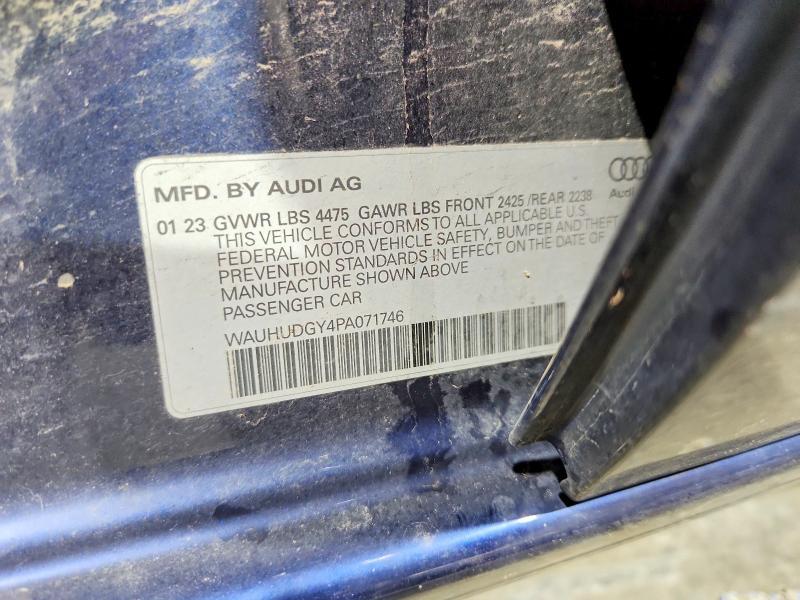 MFD. BY AUDI AG
Audi
01 23 GVWR LBS 4475 GAWR LBS FRONT 2425 /REAR 2238
THIS VEHICLE CONFORMS TO ALL APPLICABLE U.S.
FEDERAL MOTOR VEHICLE SAFETY, BUMPER AND THEFT
PREVENTION STANDARDS IN EFFECT ON THE DATE OF
MANUFACTURE SHOWN ABOVE
PASSENGER CAR
WAUHUDGY4PA071746